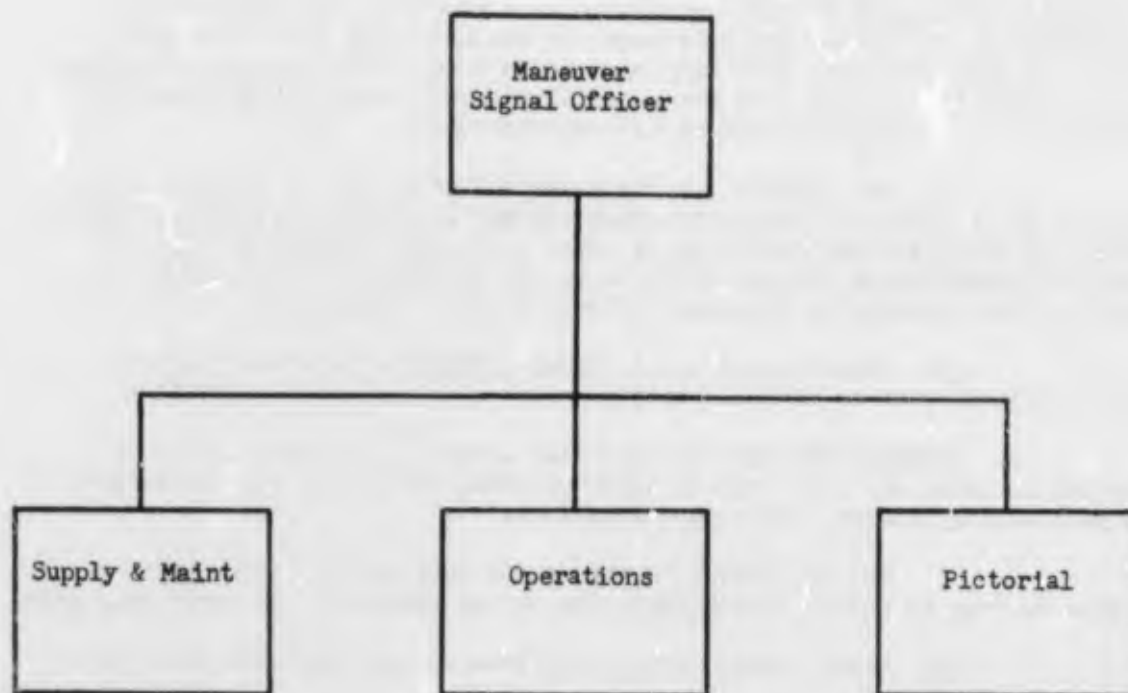 Maneuver
Signal Officer
Supply & Maint
Operations
Pictorial